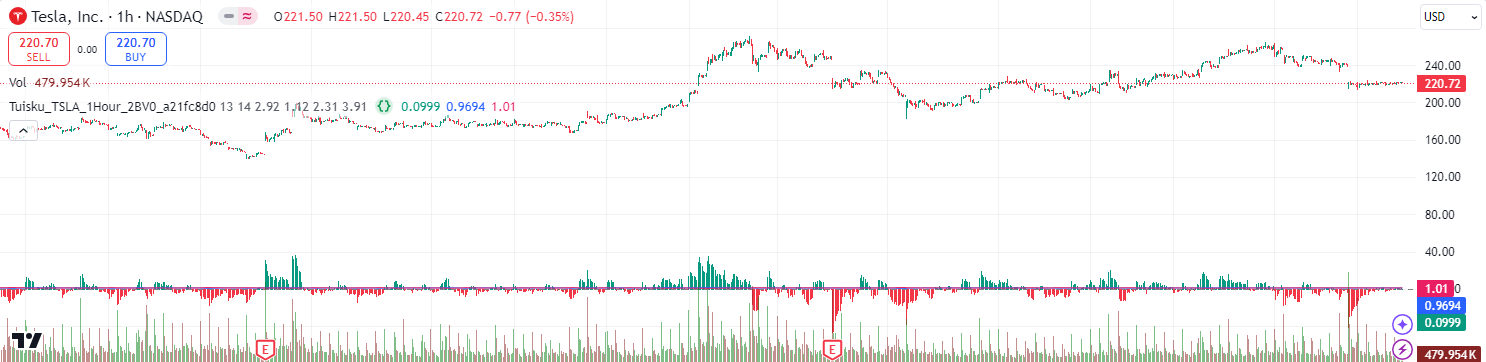 Tesla, Inc. · 1h · NASDAQ O221.50 H221.50 L220.45 C220.72 −0.77 (−0.35%)
USD
220.70 0.00 220.70
SELL BUY
Vol 479.954 K
Tuisku_TSLA_1Hour_2BV0_a21fc8d0 13 14 2.92 1.12 2.31 3.91 {} 0.0999 0.9694 1.01
240.00
220.72
200.00
160.00
120.00
80.00
40.00
1.01
0.9694
0.0999
E E
479.954 K